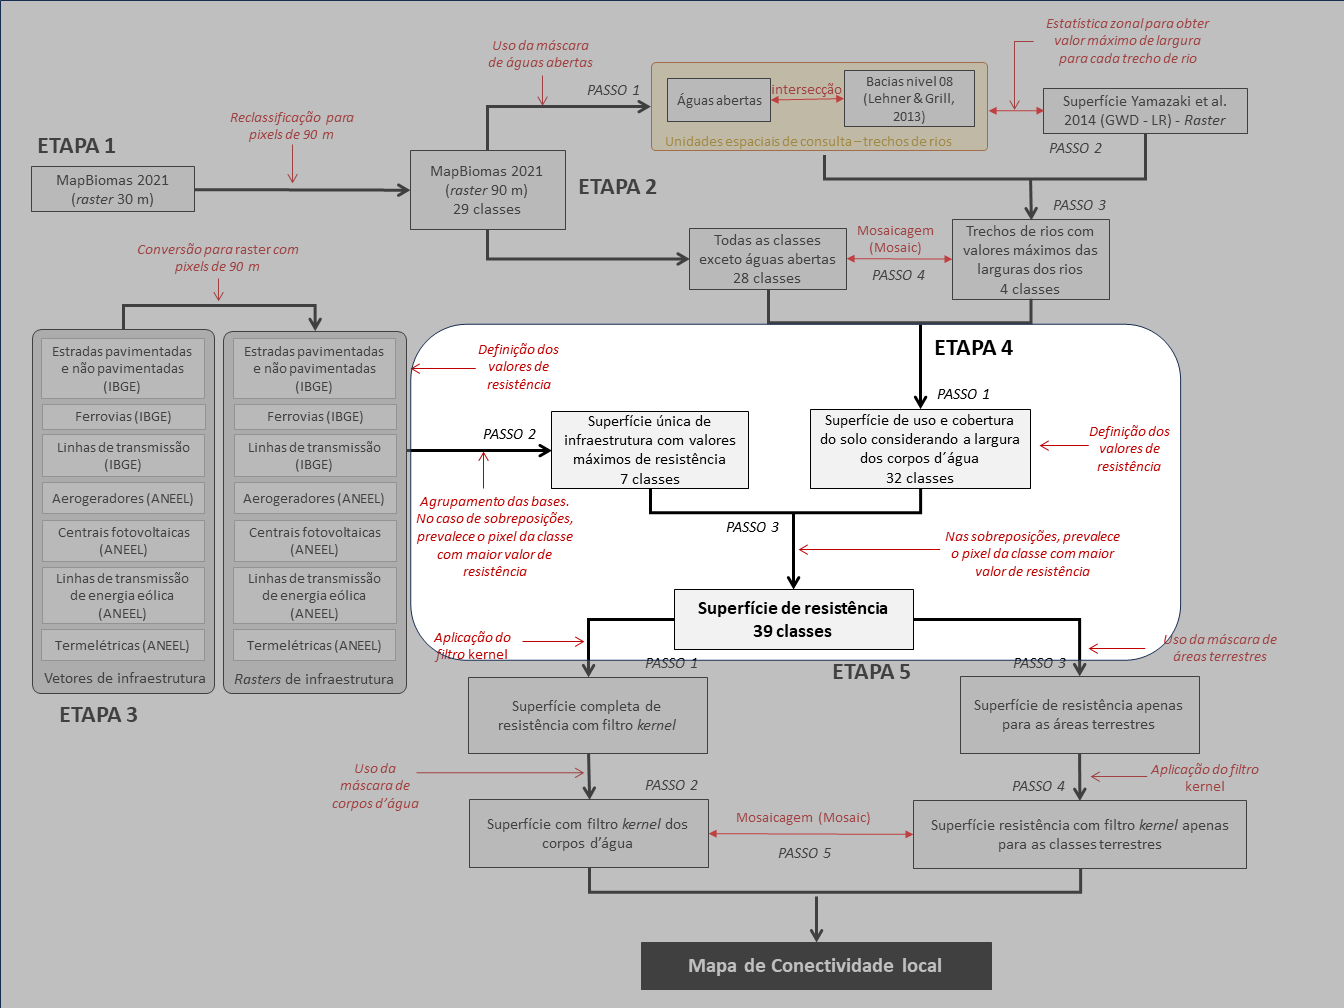 Estatística zonal para obter
valor máximo de largura
para cada trecho de rio
Uso da máscara
de águas abertas
PASSO 1
Águas abertas
intersecção
Bacias nivel 08
(Lehner & Grill,
2013)
Unidades espaciais de consulta – trechos de rios
Superfície Yamazaki et al.
2014 (GWD - LR) - Raster
PASSO 2
Reclassificação para
pixels de 90 m
ETAPA 1
MapBiomas 2021
(raster 30 m)
MapBiomas 2021
(raster 90 m)
29 classes
ETAPA 2
PASSO 3
Todas as classes
exceto águas abertas
28 classes
Mosaicagem
(Mosaic)
PASSO 4
Trechos de rios com
valores máximos das
larguras dos rios
4 classes
Conversão para raster com
pixels de 90 m
Estradas pavimentadas
e não pavimentadas
(IBGE)
Ferrovias (IBGE)
Linhas de transmissão
(IBGE)
Aerogeradores (ANEEL)
Centrais fotovoltaicas
(ANEEL)
Linhas de transmissão
de energia eólica
(ANEEL)
Termelétricas (ANEEL)
Vetores de infraestrutura
Estradas pavimentadas
e não pavimentadas
(IBGE)
Ferrovias (IBGE)
Linhas de transmissão
(IBGE)
Aerogeradores (ANEEL)
Centrais fotovoltaicas
(ANEEL)
Linhas de transmissão
de energia eólica
(ANEEL)
Termelétricas (ANEEL)
Rasters de infraestrutura
ETAPA 3
Definição dos
valores de
resistência
ETAPA 4
PASSO 1
PASSO 2
Superfície única de
infraestrutura com valores
máximos de resistência
7 classes
Superfície de uso e cobertura
do solo considerando a largura
dos corpos d´água
32 classes
Definição dos
valores de
resistência
Agrupamento das bases.
No caso de sobreposições,
prevalece o pixel da classe
com maior valor de
resistência
PASSO 3
Nas sobreposições, prevalece
o pixel da classe com maior
valor de resistência
Superfície de resistência
39 classes
Aplicação do
filtro kernel
PASSO 1
ETAPA 5
PASSO 3
Uso da máscara de
áreas terrestres
Superfície completa de
resistência com filtro kernel
Superfície de resistência apenas
para as áreas terrestres
Uso da
máscara de
corpos d'água
PASSO 2
PASSO 4
Aplicação do filtro
kernel
Superfície com filtro kernel dos
corpos d'água
Mosaicagem (Mosaic)
PASSO 5
Superfície resistência com filtro kernel apenas
para as classes terrestres
Mapa de Conectividade local